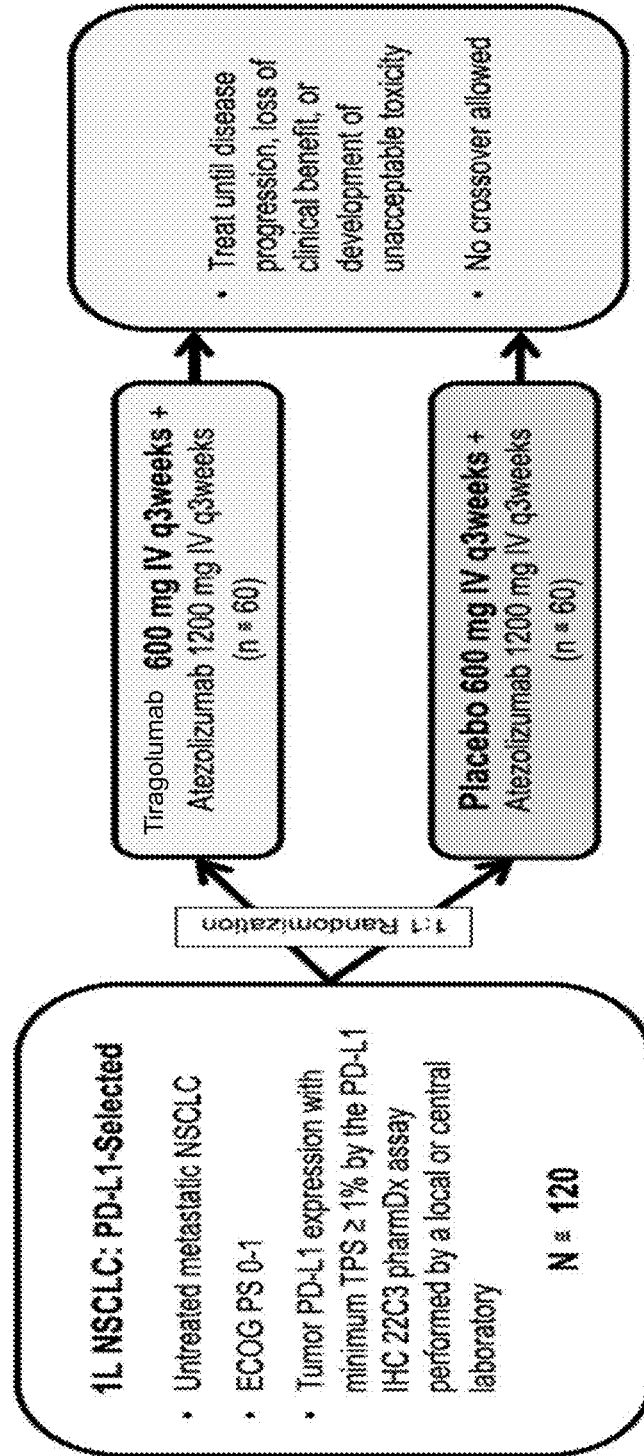 1L NSCLC: PD-L1-Selected
• Untreated metastatic NSCLC
• ECOG PS 0-1
• Tumor PD-L1 expression with
minimum TPS ≥ 1% by the PD-L1
IHC 22C3 pharmDx assay
performed by a local or central
laboratory
N = 120
1:1 Randomization
Tiragolumab 600 mg IV q3weeks +
Atezolizumab 1200 mg IV q3weeks
(n = 60)
Placebo 600 mg IV q3weeks +
Atezolizumab 1200 mg IV q3weeks
(n = 60)
• Treat until disease
progression, loss of
clinical benefit, or
development of
unacceptable toxicity
• No crossover allowed